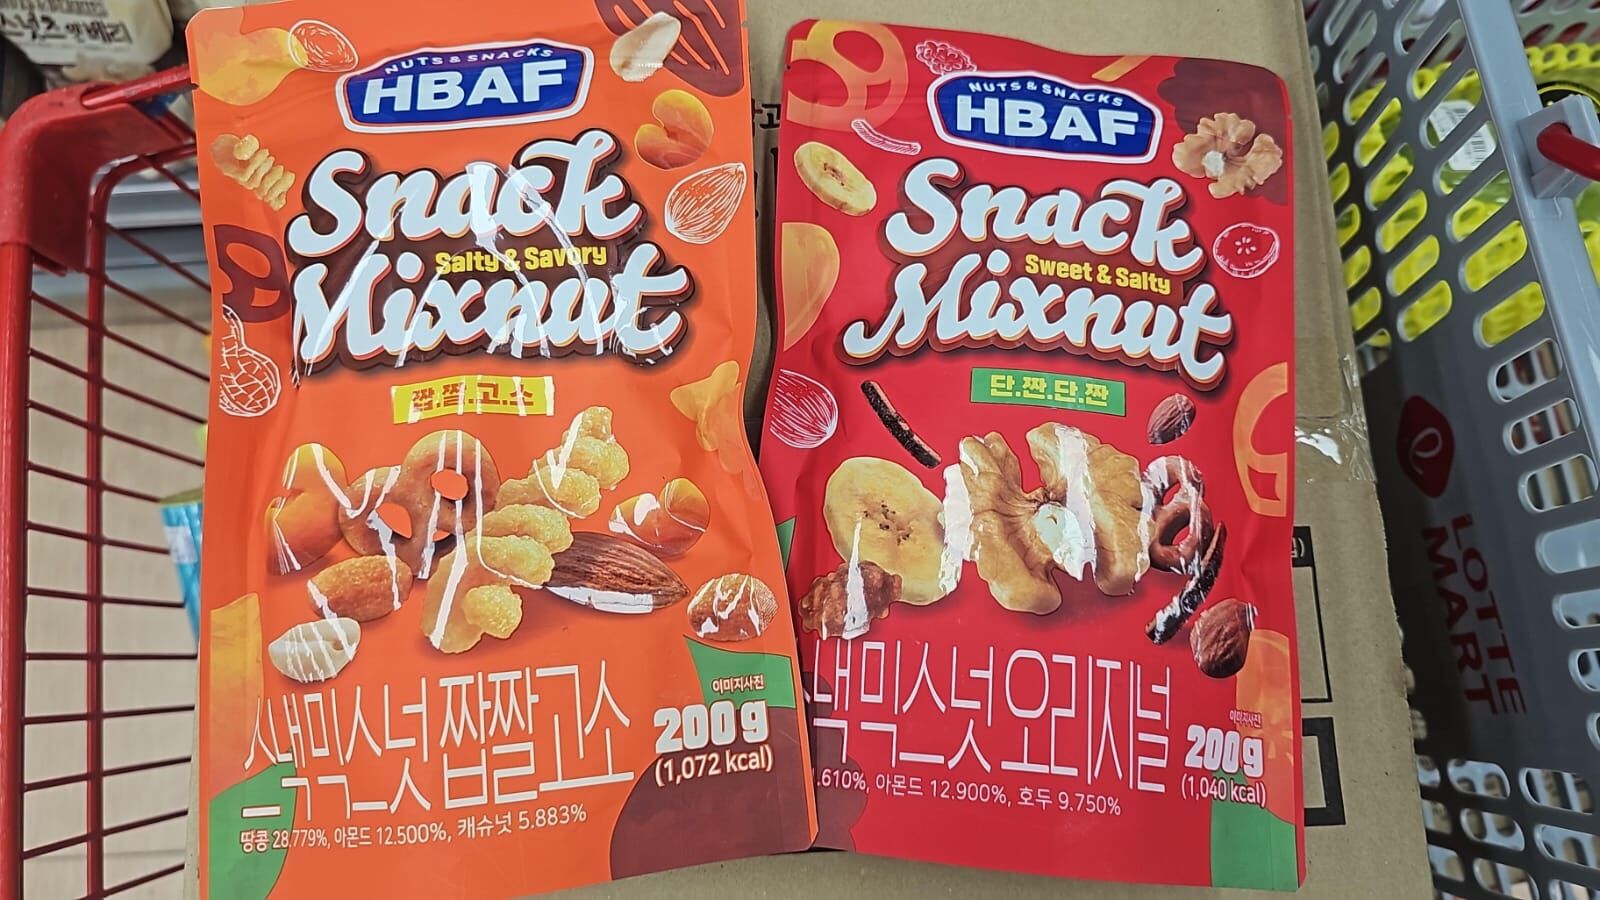 NUTS & SNACKS
HBAF
Snack
Salty & Savory
Mixnut
짭.짤.고.소
스낵믹스넛 짭짤고소
이미지사진
200g
(1,072 kcal)
땅콩 28.779%, 아몬드 12.500%, 캐슈넛 5.883%
NUTS & SNACKS
HBAF
Snack
Sweet & Salty
Mixnut
단.짠.단.짠
스낵믹스넛 오리지널
이미지사진
200g
(1,040 kcal)
.610%, 아몬드 12.900%, 호두 9.750%
LOTTE
MART